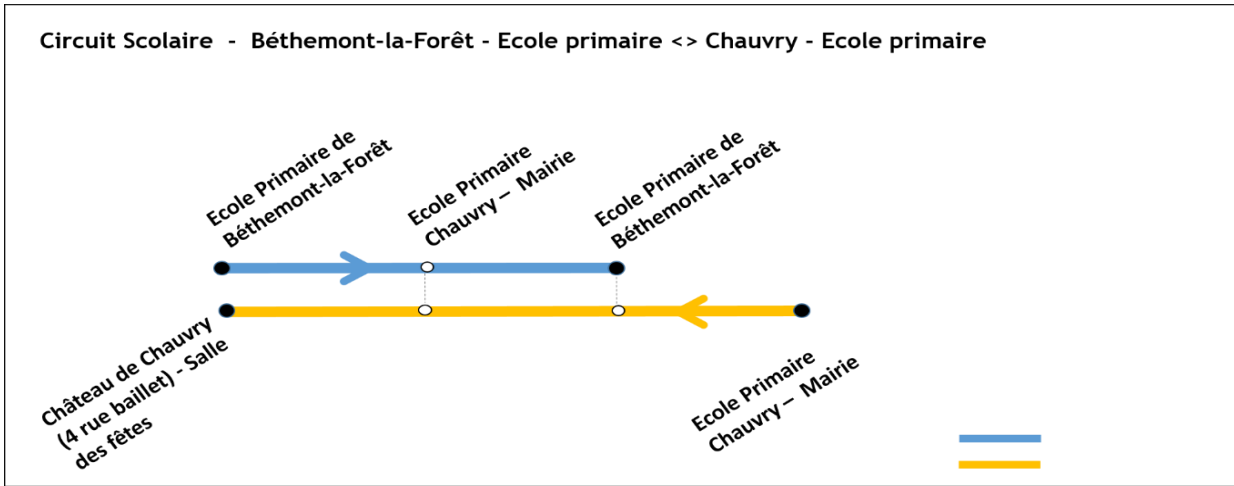 Circuit Scolaire - Béthemont-la-Forêt - Ecole primaire <> Chauvry - Ecole primaire
Ecole Primaire de
Béthemont-la-Forêt
Ecole Primaire
Chauvry – Mairie
Ecole Primaire de
Béthemont-la-Forêt
Château de Chauvry
(4 rue baillet) - Salle
des fêtes
Ecole Primaire
Chauvry – Mairie